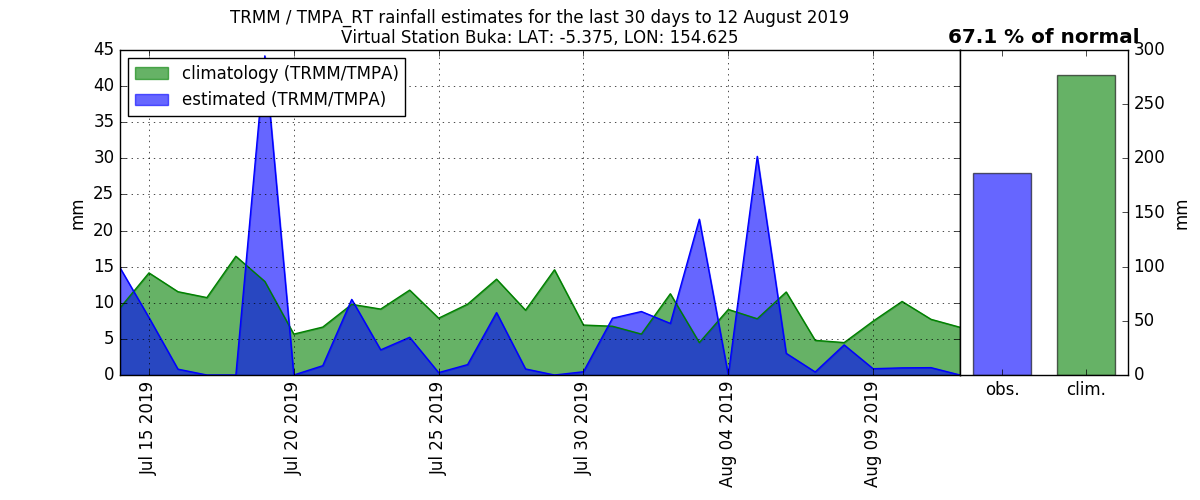 TRMM / TMPA_RT rainfall estimates for the last 30 days to 12 August 2019
Virtual Station Buka: LAT: -5.375, LON: 154.625
67.1 % of normal
climatology (TRMM/TMPA)
estimated (TRMM/TMPA)
mm
45
40
35
30
25
20
15
10
5
0
Jul 15 2019
Jul 20 2019
Jul 25 2019
Jul 30 2019
Aug 04 2019
Aug 09 2019
obs.
clim.
300
250
200
150
100
50
0
mm